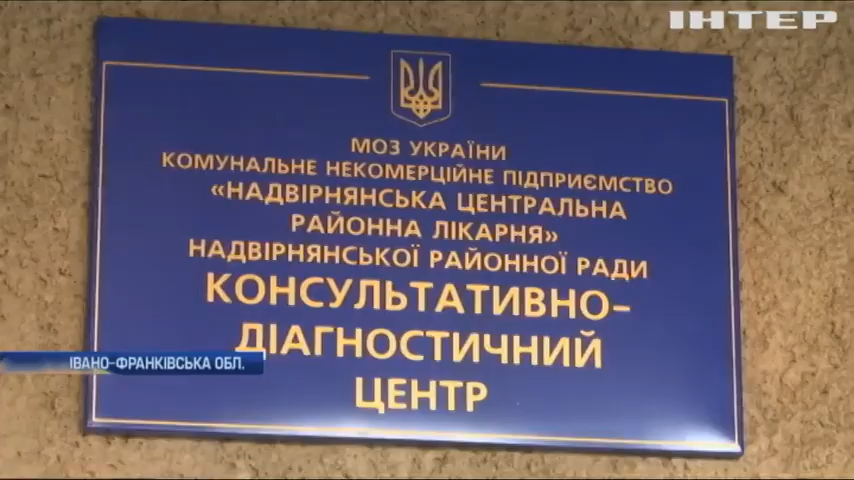 ІНТЕР
МОЗ УКРАЇНИ
КОМУНАЛЬНЕ НЕКОМЕРЦІЙНЕ ПІДПРИЄМСТВО
«НАДВІРНЯНСЬКА ЦЕНТРАЛЬНА
РАЙОННА ЛІКАРНЯ»
НАДВІРНЯНСЬКОЇ РАЙОННОЇ РАДИ
КОНСУЛЬТАТИВНО-
ДІАГНОСТИЧНИЙ
ЦЕНТР
ІВАНО-ФРАНКІВСЬКА ОБЛ.